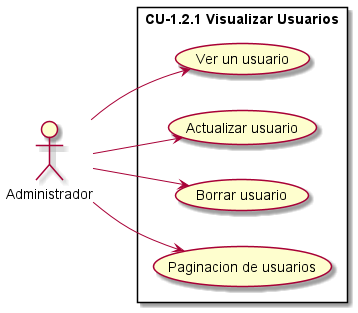 CU-1.2.1 Visualizar Usuarios
Ver un usuario
Actualizar usuario
Administrador
Borrar usuario
Paginacion de usuarios